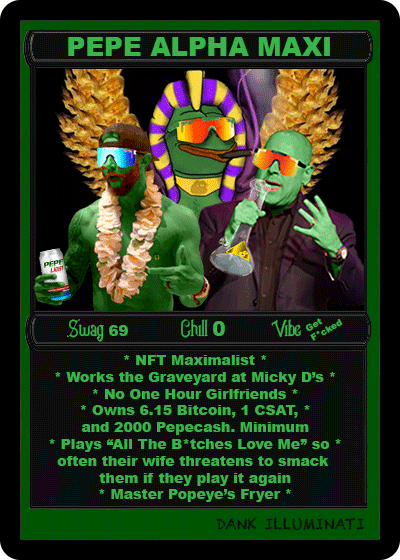 PEPE ALPHA MAXI
PEPE
LIGHT
Swag 69 Chill 0 Vibe Get F*cked
* NFT Maximalist *
* Works the Graveyard at Micky D's *
* No One Hour Girlfriends *
* Owns 6.15 Bitcoin, 1 CSAT, *
and 2000 Pepecash. Minimum
* Plays “All The B*tches Love Me” so *
often their wife threatens to smack
them if they play it again
* Master Popeye’s Fryer *
DANK ILLUMINATI